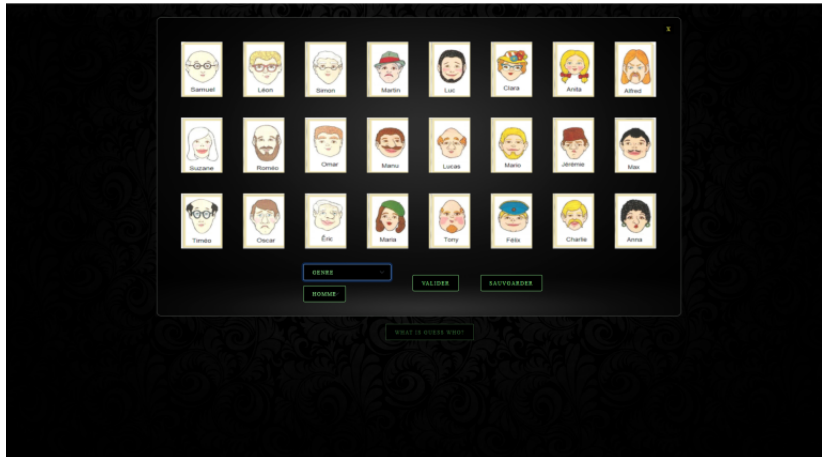 x
Samuel Léon Simon Martin Luc Clara Anita Alfred
Suzane Roméo Omar Manu Lucas Mario Jérémie Max
Timéo Oscar Éric Maria Tony Félix Charlie Anna
GENRE
VALIDER SAUVGARDER
HOMME
WHAT IS GUESS WHO?